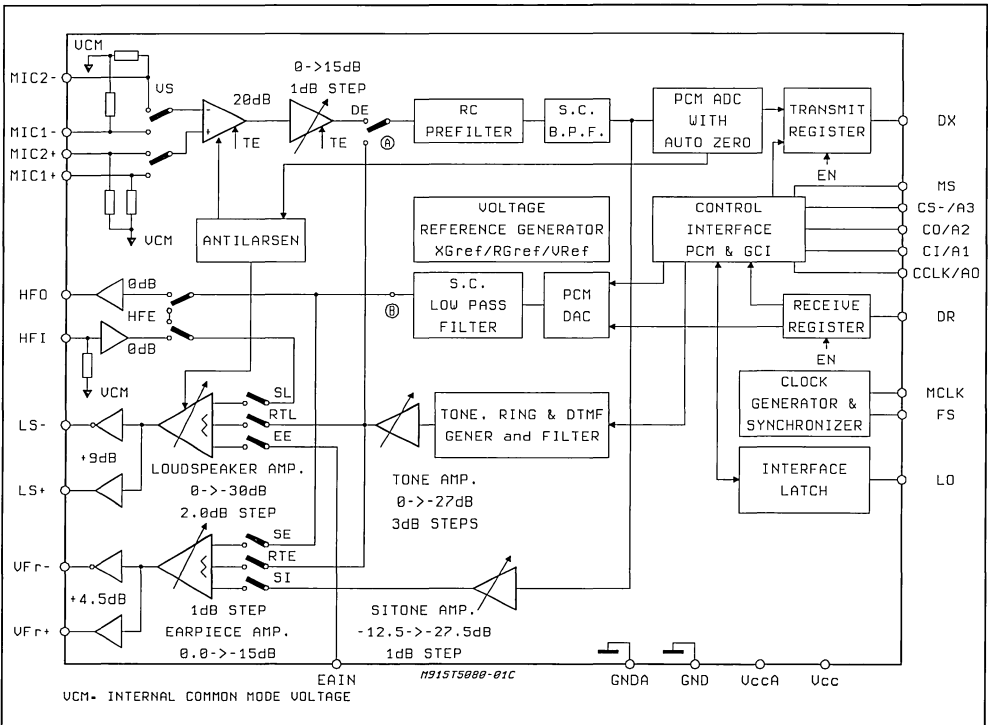 VCM
MIC2-
MIC1-
MIC2+
MIC1+
VS
VCM
20dB
TE
0->15dB
1dB STEP
TE
DE
A
RC
PREFILTER
S.C.
B.P.F.
PCM ADC
WITH
AUTO ZERO
TRANSMIT
REGISTER
EN
DX
MS
CS-/A3
CO/A2
CI/A1
CCLK/A0
CONTROL
INTERFACE
PCM & GCI
VOLTAGE
REFERENCE GENERATOR
XGref/RGref/VRef
ANTILARSEN
HFO
0dB
HFE
HFI
0dB
VCM
B
S.C.
LOW PASS
FILTER
PCM
DAC
RECEIVE
REGISTER
EN
DR
CLOCK
GENERATOR &
SYNCHRONIZER
MCLK
FS
INTERFACE
LATCH
LO
LS-
+9dB
LS+
SL
RTL
EE
LOUDSPEAKER AMP.
0->-30dB
2.0dB STEP
TONE AMP.
0->-27dB
3dB STEPS
TONE, RING & DTMF
GENER and FILTER
VFr-
+4.5dB
VFr+
SE
RTE
SI
1dB STEP
EARPIECE AMP.
0.0->-15dB
SITONE AMP.
-12.5->-27.5dB
1dB STEP
EAIN
M91ST5080-01C
GNDA
GND
VccA
Vcc
VCM= INTERNAL COMMON MODE VOLTAGE